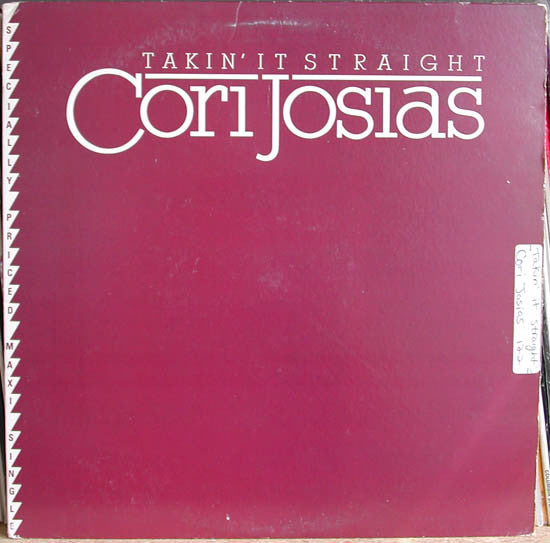 TAKIN' IT STRAIGHT
Cori Josias
SPECIALLY PRICED MAXI SINGLE
Takin' it straight
Cori Josias